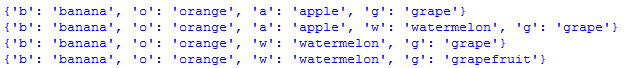 {'b': 'banana', 'o': 'orange', 'a': 'apple', 'g': 'grape'}
{'b': 'banana', 'o': 'orange', 'a': 'apple', 'w': 'watermelon', 'g': 'grape'}
{'b': 'banana', 'o': 'orange', 'w': 'watermelon', 'g': 'grape'}
{'b': 'banana', 'o': 'orange', 'w': 'watermelon', 'g': 'grapefruit'}